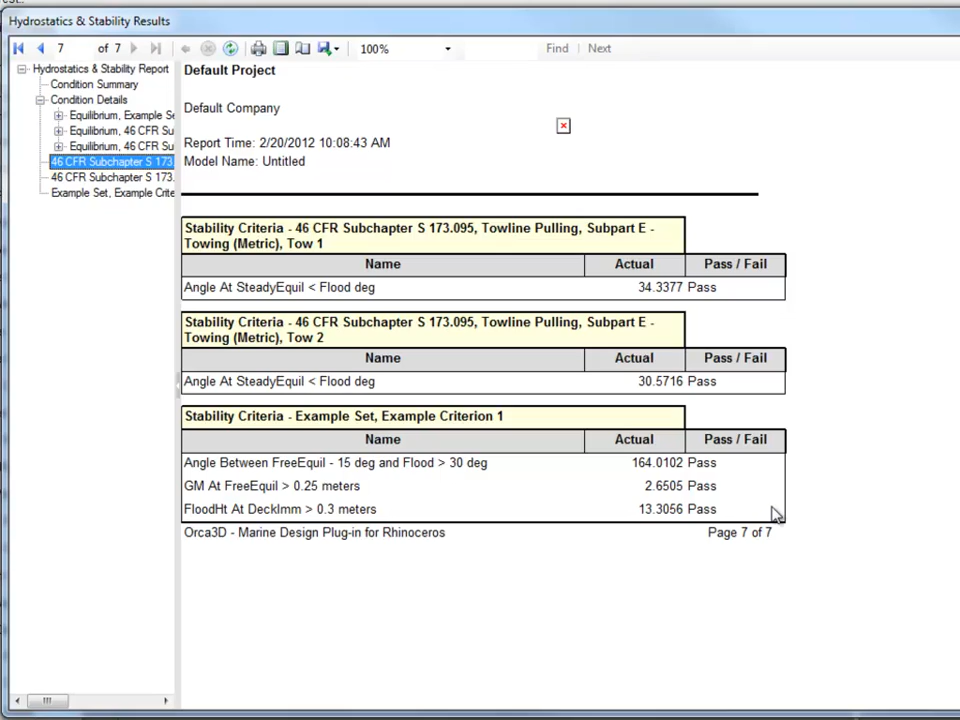 Hydrostatics & Stability Results
7 of 7 100% Find Next
Hydrostatics & Stability Report
Condition Summary
Condition Details
Equilibrium, Example Se
Equilibrium, 46 CFR Su
Equilibrium, 46 CFR Su
46 CFR Subchapter S 173.
46 CFR Subchapter S 173.
Example Set, Example Crite
Default Project
Default Company
Report Time: 2/20/2012 10:08:43 AM
Model Name: Untitled
Stability Criteria - 46 CFR Subchapter S 173.095, Towline Pulling, Subpart E -
Towing (Metric), Tow 1
Name Actual Pass / Fail
Angle At SteadyEquil < Flood deg 34.3377 Pass
Stability Criteria - 46 CFR Subchapter S 173.095, Towline Pulling, Subpart E -
Towing (Metric), Tow 2
Name Actual Pass / Fail
Angle At SteadyEquil < Flood deg 30.5716 Pass
Stability Criteria - Example Set, Example Criterion 1
Name Actual Pass / Fail
Angle Between FreeEquil - 15 deg and Flood > 30 deg 164.0102 Pass
GM At FreeEquil > 0.25 meters 2.6505 Pass
FloodHt At DeckImm > 0.3 meters 13.3056 Pass
Orca3D - Marine Design Plug-in for Rhinoceros Page 7 of 7